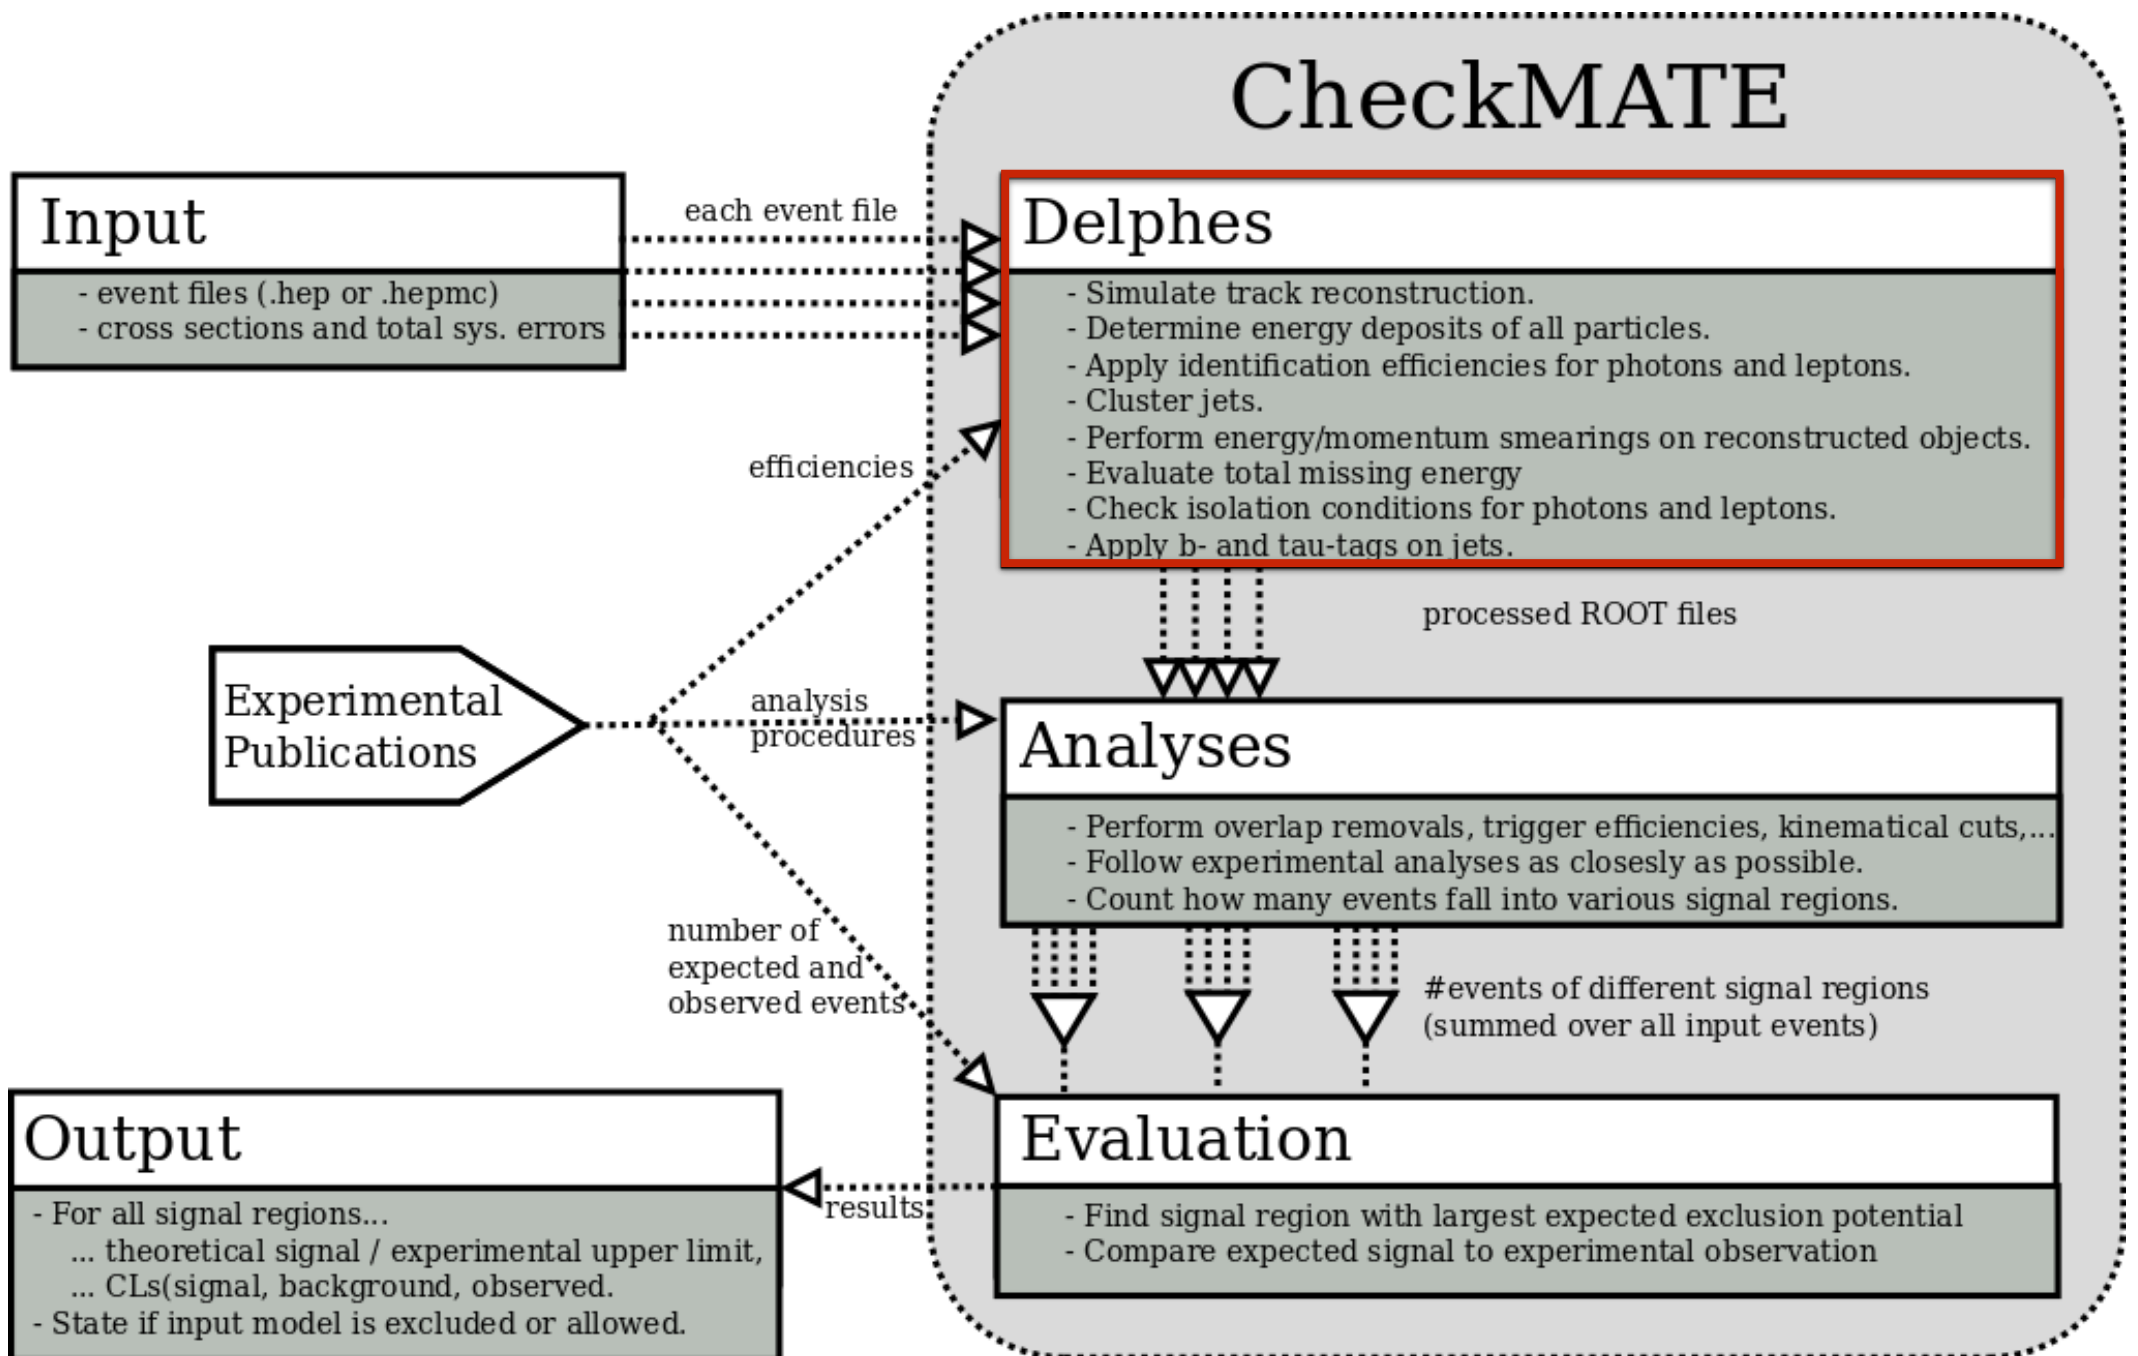 CheckMATE
Input
- event files (.hep or .hepmc)
- cross sections and total sys. errors
each event file
Delphes
- Simulate track reconstruction.
- Determine energy deposits of all particles.
- Apply identification efficiencies for photons and leptons.
- Cluster jets.
- Perform energy/momentum smearings on reconstructed objects.
- Evaluate total missing energy
- Check isolation conditions for photons and leptons.
- Apply b- and tau-tags on jets.
efficiencies
processed ROOT files
Experimental
Publications
analysis
procedures
Analyses
- Perform overlap removals, trigger efficiencies, kinematical cuts,...
- Follow experimental analyses as closesly as possible.
- Count how many events fall into various signal regions.
number of
expected and
observed events
#events of different signal regions
(summed over all input events)
Evaluation
- Find signal region with largest expected exclusion potential
- Compare expected signal to experimental observation
results
Output
- For all signal regions...
... theoretical signal / experimental upper limit,
... CLs(signal, background, observed.
- State if input model is excluded or allowed.